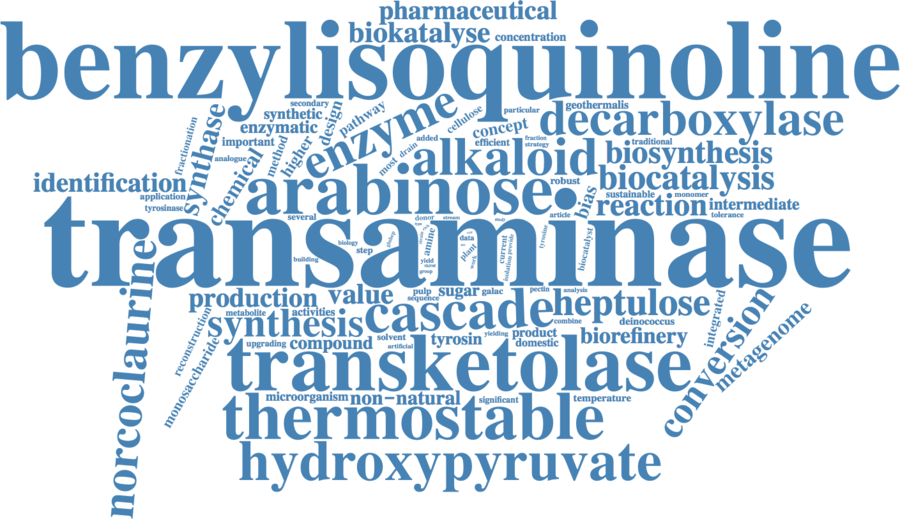 pharmaceutical
biokatalyse
concentration
benzylisoquinoline
secondary
synthetic
enzymatic
important
analogue
fractionation
synthase
chemical
method
higher
design
pathway
enzyme
most
drain
added
cellulose
concept
efficient
particular
geothermalis
decarboxylase
fraction
strategy
traditional
alkaloid
biosynthesis
identification
application
tyrosinase
arabinose
robust
biocatalysis
sustainable
monomer
bias
reaction
intermediate
tolerance
several
donor
stream
article
transaminase
biology
step
building
amine
yield
group
data
plant
work
current
isolation
provide
tyrosine
biocatalyst
norcoclaurine
production
value
pulp
sequence
sugar
galac
pectin
analysis
cascade
heptulose
metabolite
activities
synthesis
combine
deinococcus
reconstruction
monosaccharide
upgrading
compound
solvent
artificial
tyrosin
yielding
product
domestic
biorefinery
integrated
conversion
metagenome
transketolase
microorganism
non-natural
significant
temperature
thermostable
hydroxypyruvate